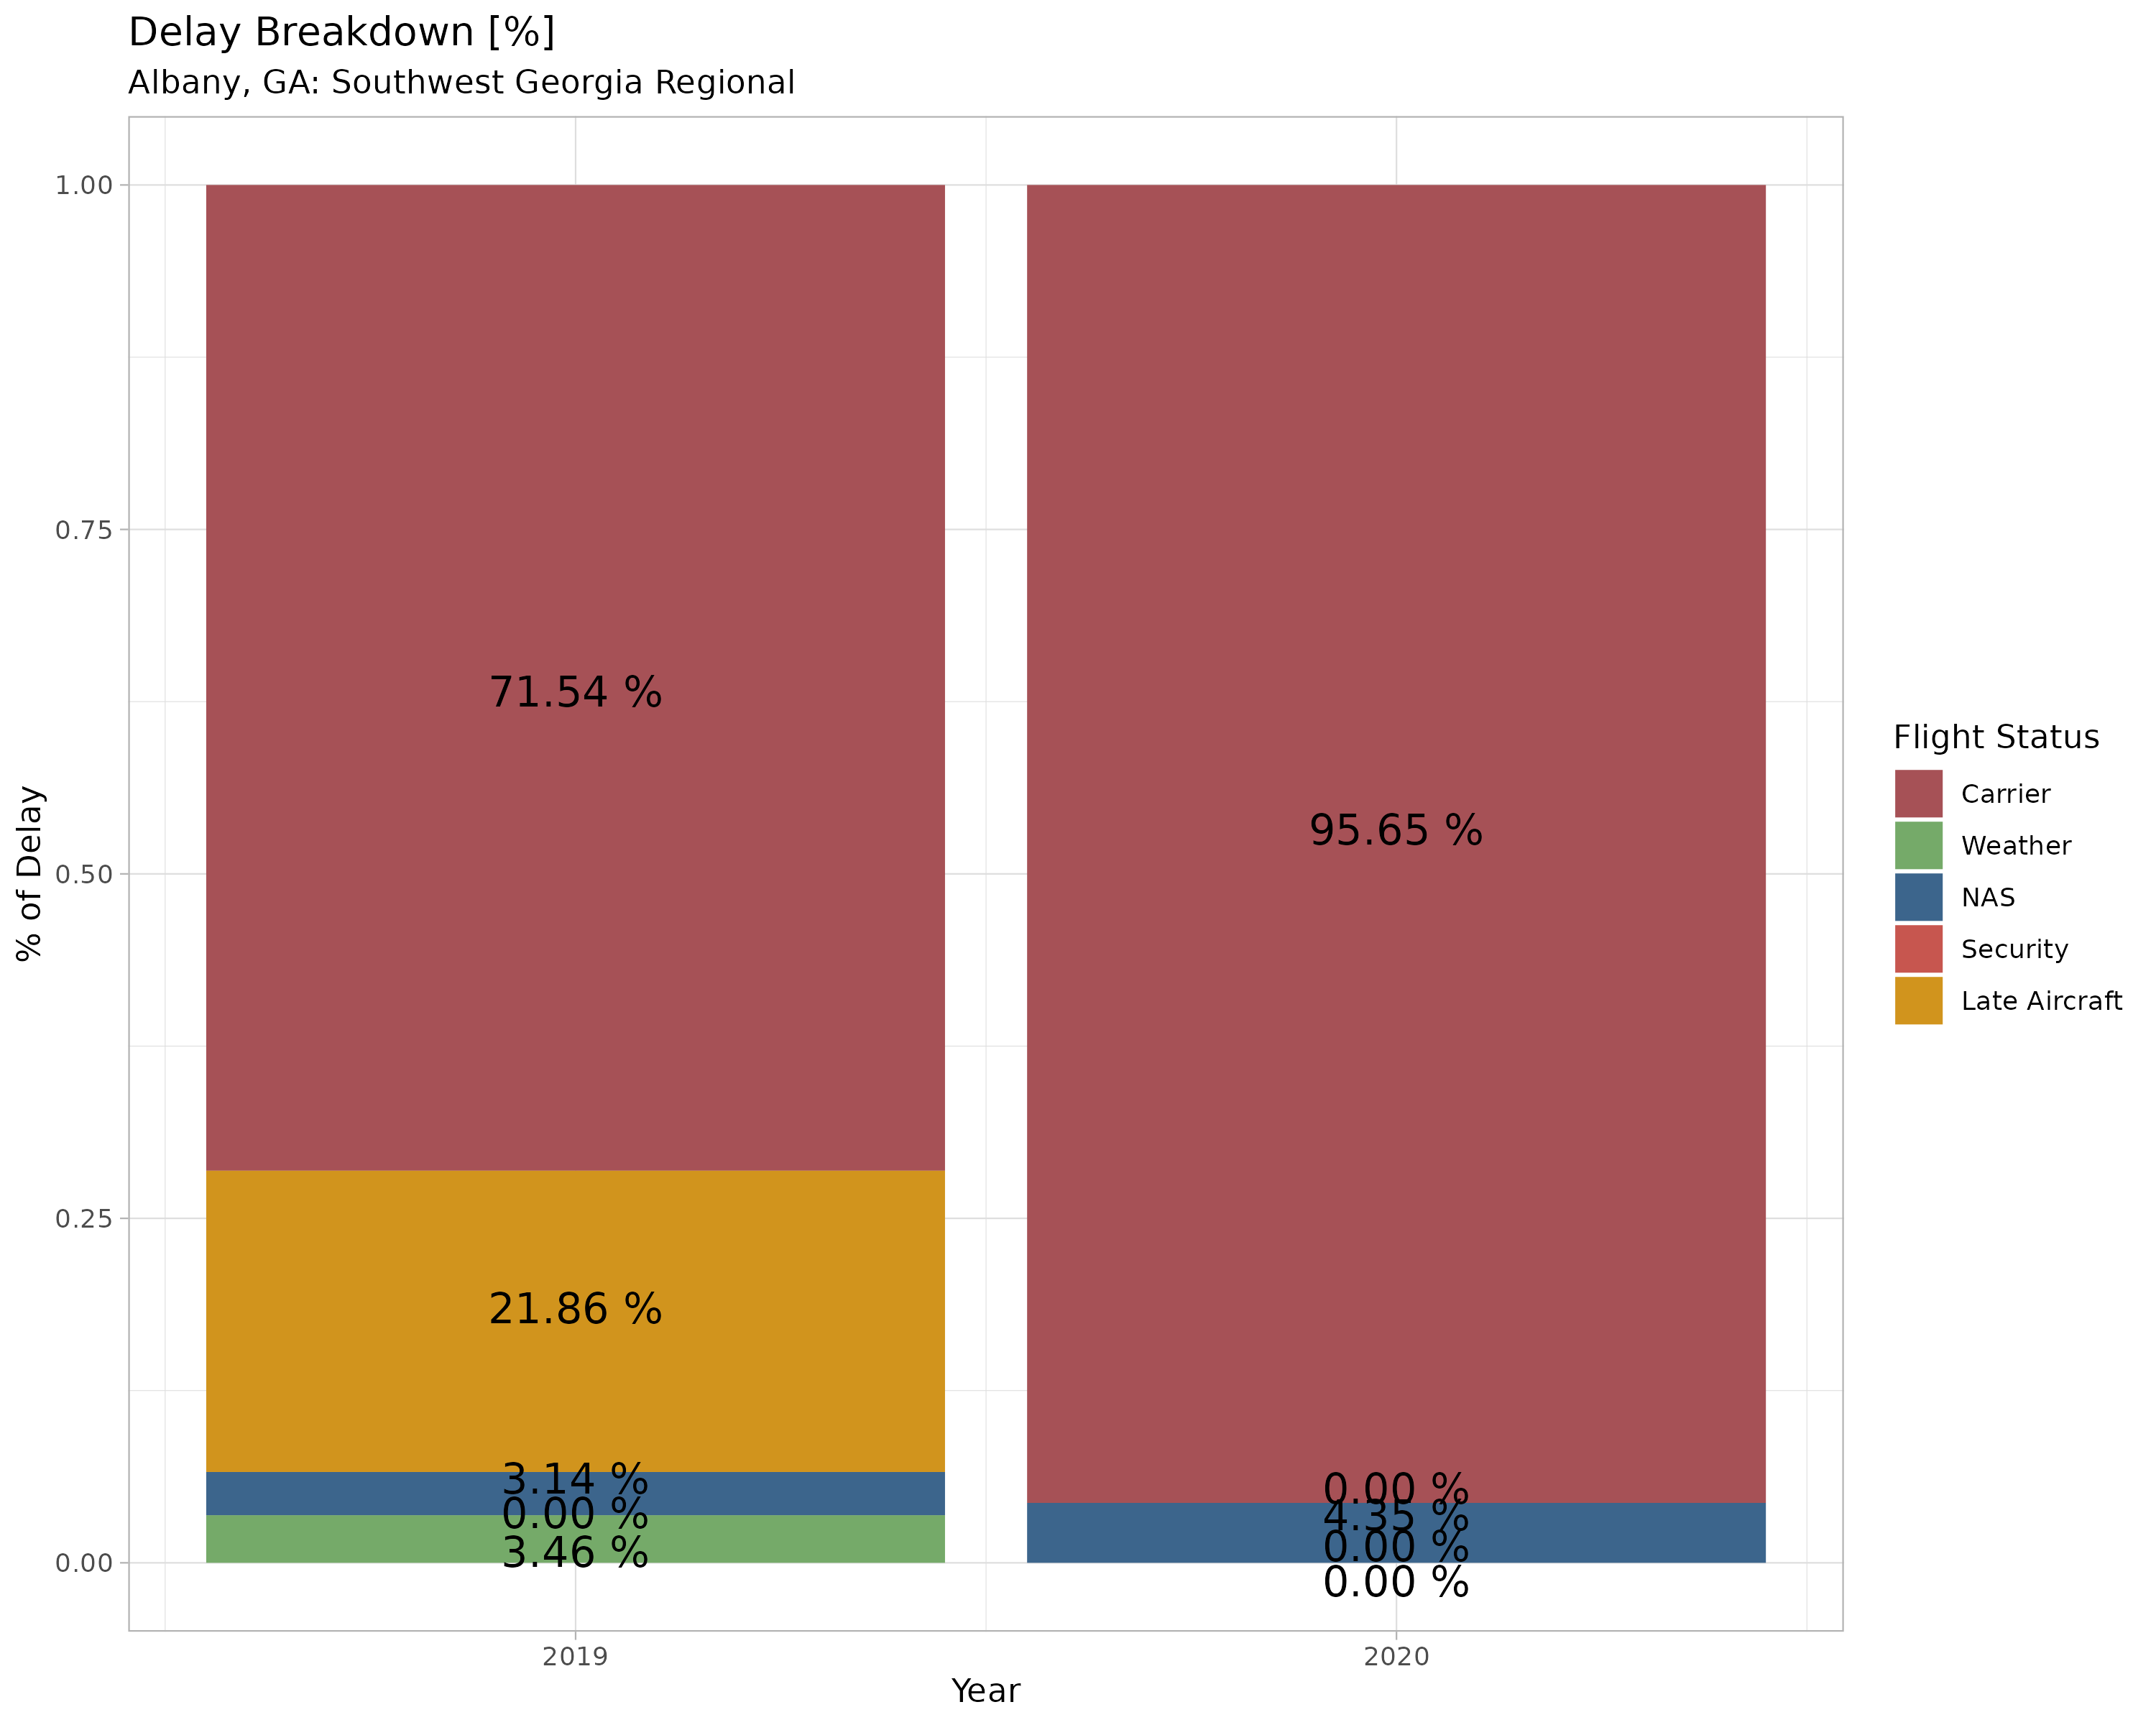 Delay Breakdown [%]
Albany, GA: Southwest Georgia Regional
1.00
0.75
0.50
0.25
0.00
% of Delay
71.54 %
21.86 %
3.14 %
0.00 %
3.46 %
95.65 %
0.00 %
4.35 %
0.00 %
0.00 %
2019
2020
Year
Flight Status
Carrier
Weather
NAS
Security
Late Aircraft